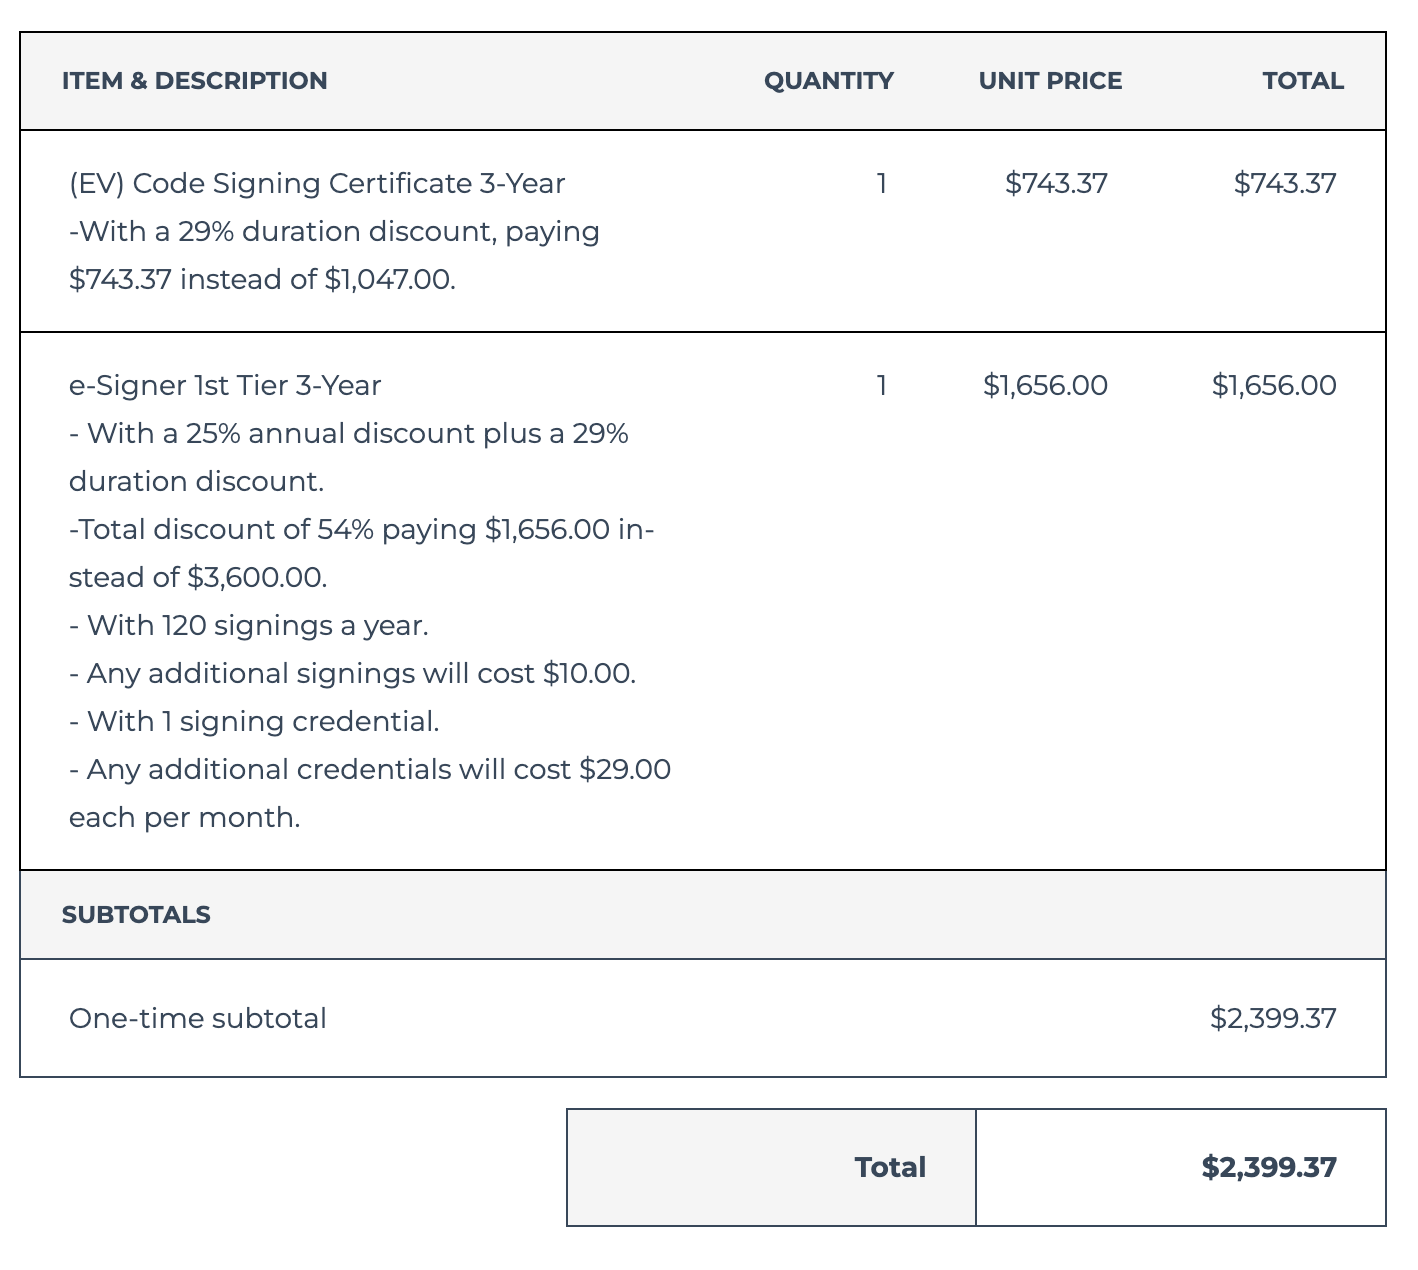 ITEM & DESCRIPTION QUANTITY UNIT PRICE TOTAL
(EV) Code Signing Certificate 3-Year 1 $743.37 $743.37
-With a 29% duration discount, paying
$743.37 instead of $1,047.00.
e-Signer 1st Tier 3-Year 1 $1,656.00 $1,656.00
- With a 25% annual discount plus a 29%
duration discount.
-Total discount of 54% paying $1,656.00 in-
stead of $3,600.00.
- With 120 signings a year.
- Any additional signings will cost $10.00.
- With 1 signing credential.
- Any additional credentials will cost $29.00
each per month.
SUBTOTALS
One-time subtotal $2,399.37
Total $2,399.37